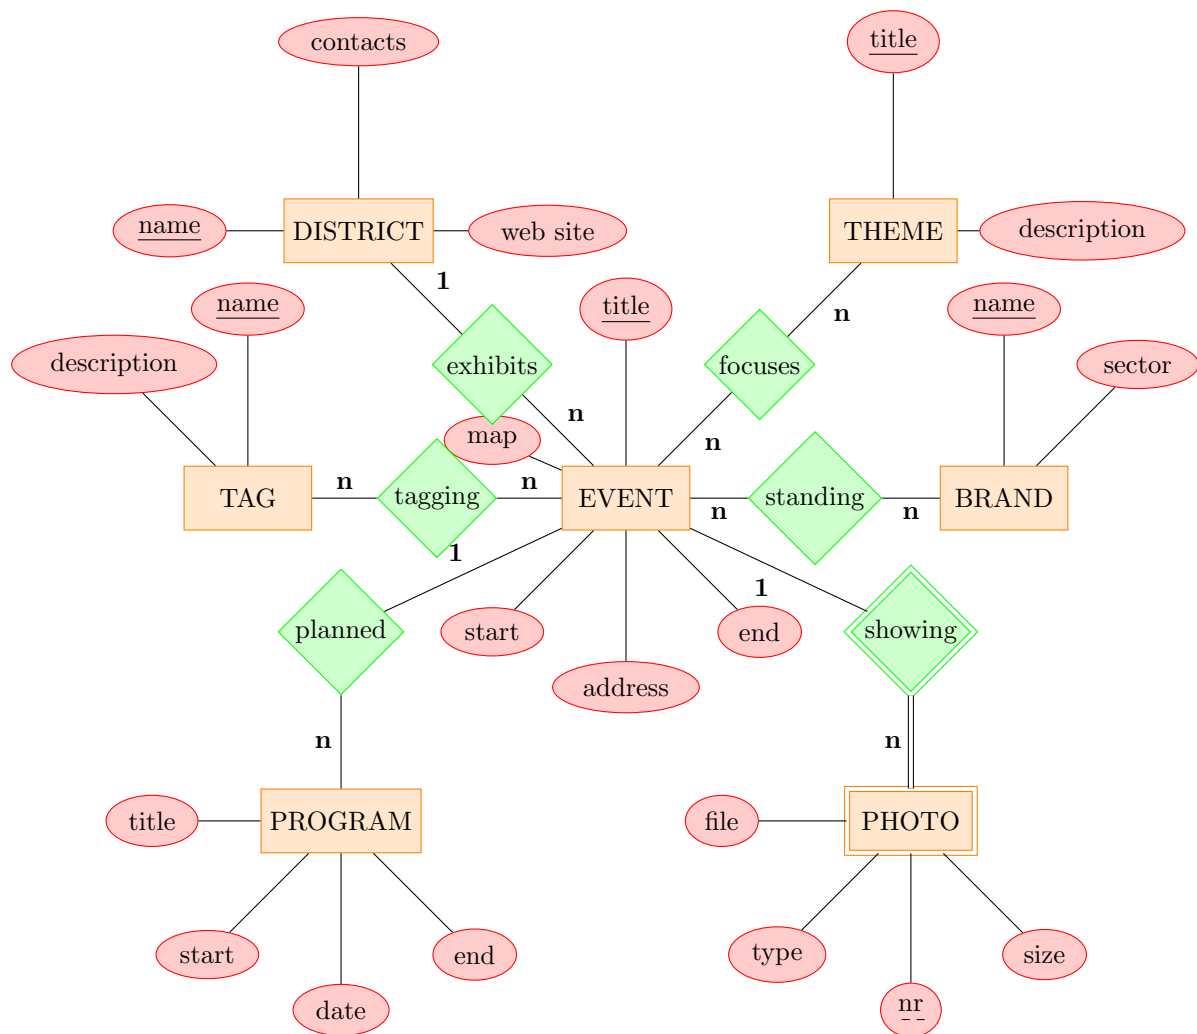 contacts
title
name
DISTRICT
web site
THEME
description
1
name
title
n
name
description
exhibits
focuses
sector
n
map
n
TAG
n
tagging
n
EVENT
n
standing
n
BRAND
1
1
planned
start
end
showing
address
n
n
title
PROGRAM
file
PHOTO
start
end
type
size
date
nr